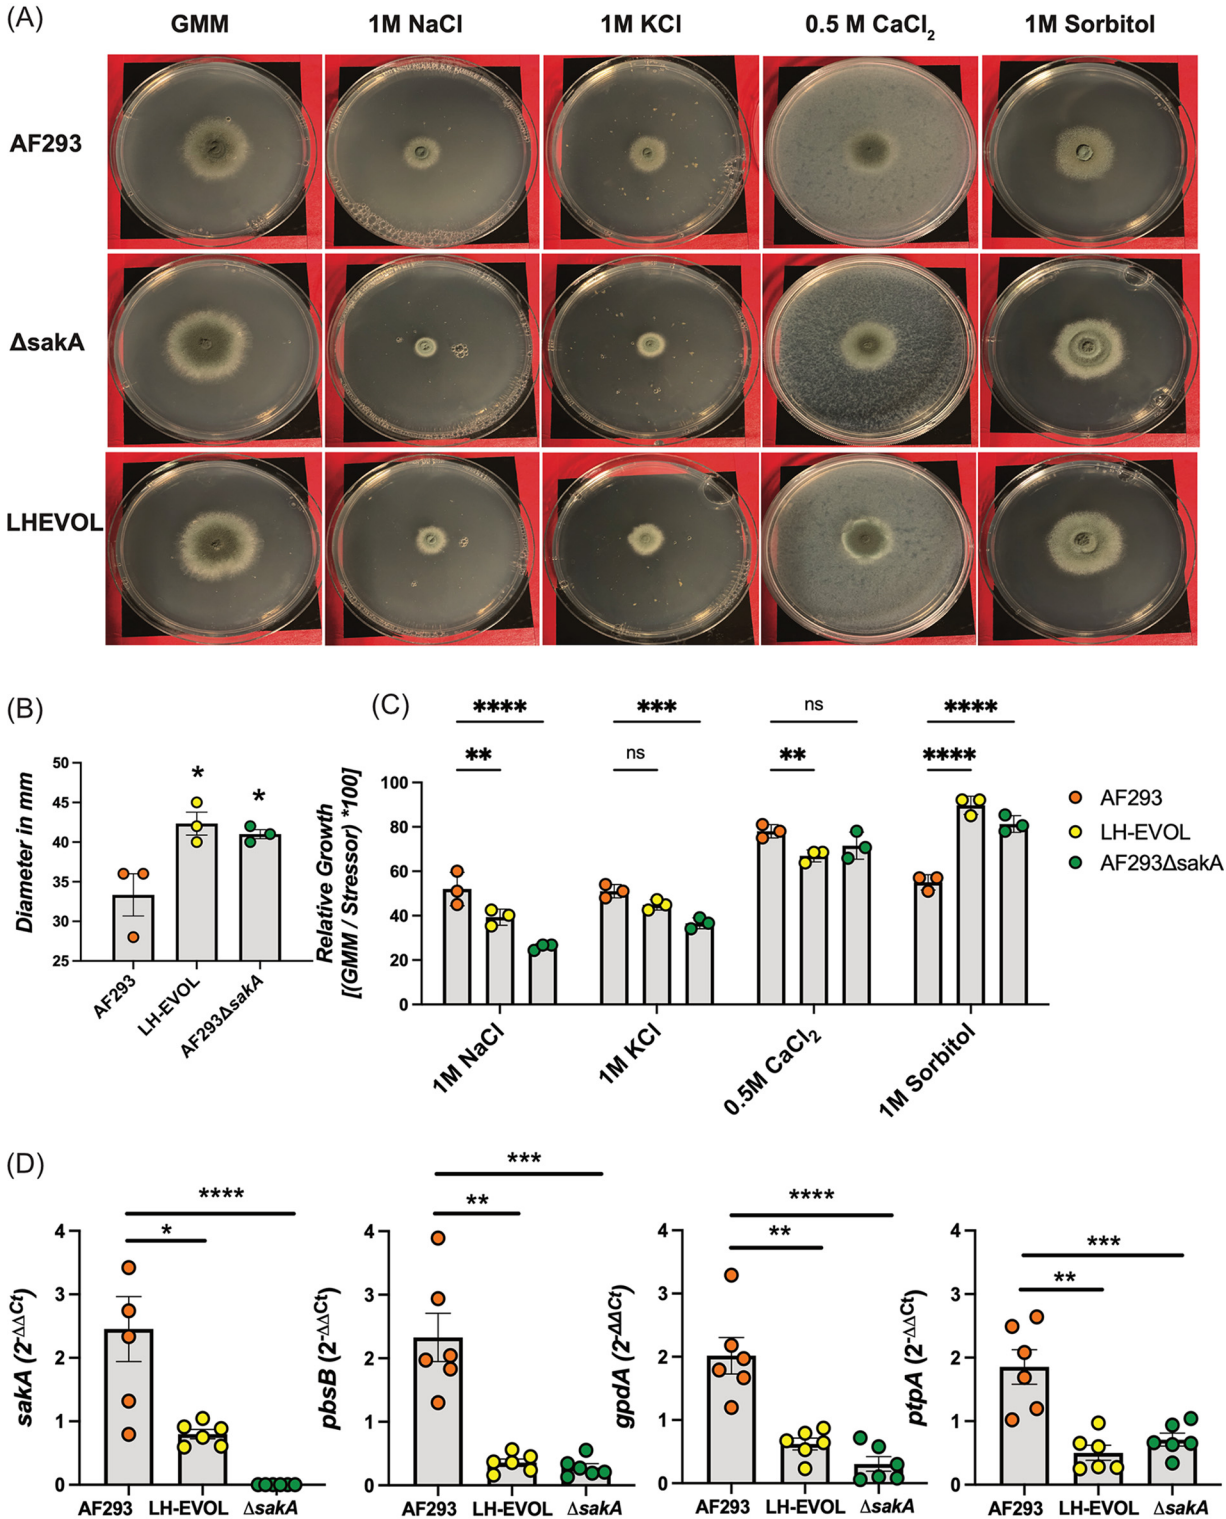 (A)
GMM 1M NaCl 1M KCl 0.5 M CaCl₂ 1M Sorbitol
AF293
ΔsakA
LHEVOL
(B)
Diameter in mm
50
45
40
35
30
25
* *
AF293 LH-EVOL AF293ΔsakA
(C)
Relative Growth
[(GMM / Stressor) *100]
**** *** ns ****
** ns ** ****
100
80
60
40
20
0
1M NaCl 1M KCl 0.5M CaCl₂ 1M Sorbitol
AF293
LH-EVOL
AF293ΔsakA
(D)
sakA (2^-ΔΔCt)
****
*
4
3
2
1
0
AF293 LH-EVOL ΔsakA
pbsB (2^-ΔΔCt)
***
**
4
3
2
1
0
AF293 LH-EVOL ΔsakA
gpdA (2^-ΔΔCt)
****
**
4
3
2
1
0
AF293 LH-EVOL ΔsakA
ptpA (2^-ΔΔCt)
***
**
4
3
2
1
0
AF293 LH-EVOL ΔsakA